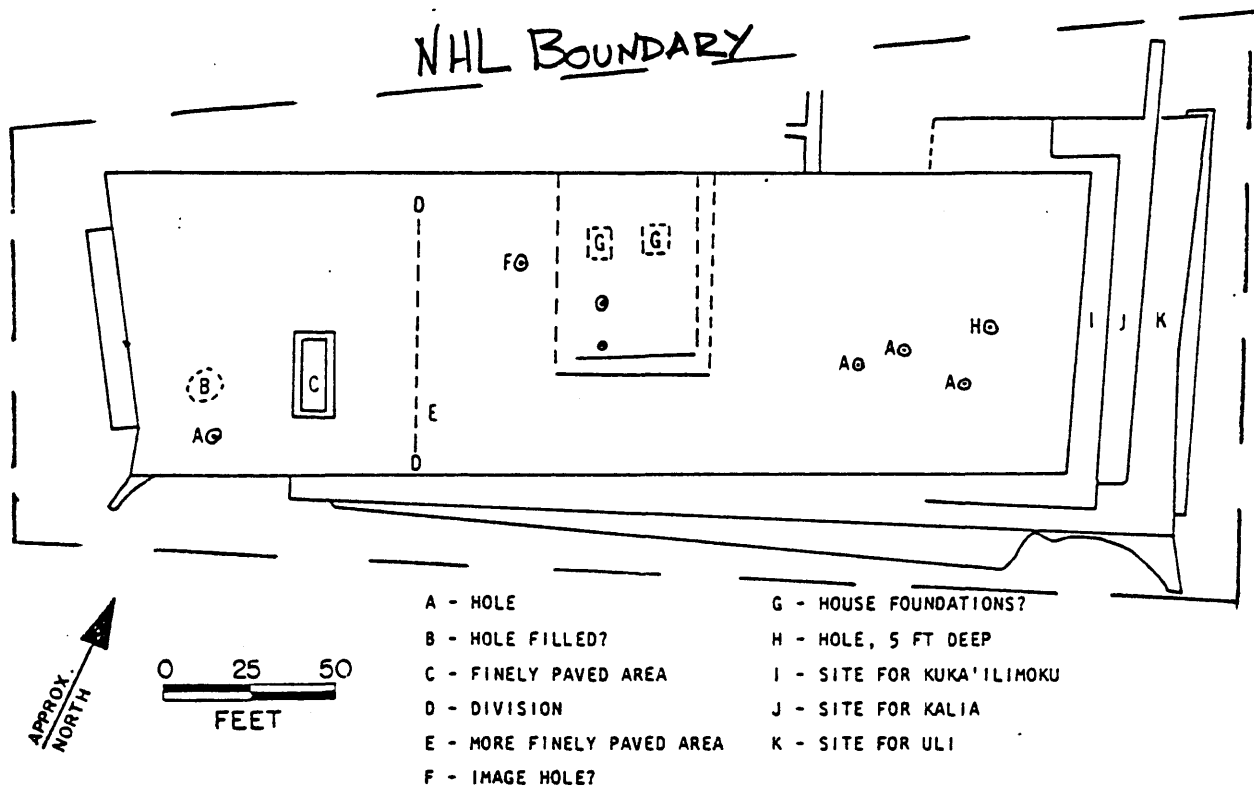 NHL BOUNDARY
D
G G
F
H
I J K
A A
A
B
C
E
A
D
A - HOLE
B - HOLE FILLED?
C - FINELY PAVED AREA
D - DIVISION
E - MORE FINELY PAVED AREA
F - IMAGE HOLE?
G - HOUSE FOUNDATIONS?
H - HOLE, 5 FT DEEP
I - SITE FOR KUKA'ILIMOKU
J - SITE FOR KALIA
K - SITE FOR ULI
0 25 50
FEET
APPROX.
NORTH